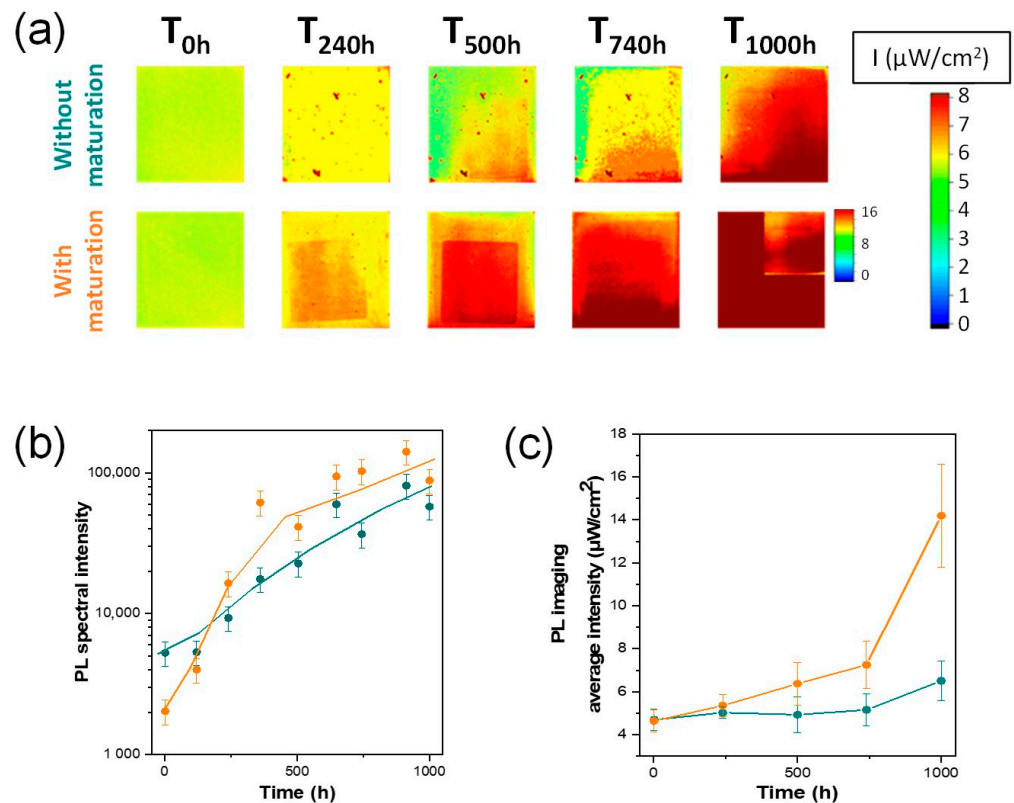 (a)
T0h T240h T500h T740h T1000h
I (µW/cm²)
Without
maturation
With
maturation
16
8
0
8
7
6
5
4
3
2
1
0
(b)
PL spectral intensity
100,000
10,000
1 000
0 500 1000
Time (h)
(c)
PL imaging
average intensity (µW/cm²)
18
16
14
12
10
8
6
4
0 500 1000
Time (h)